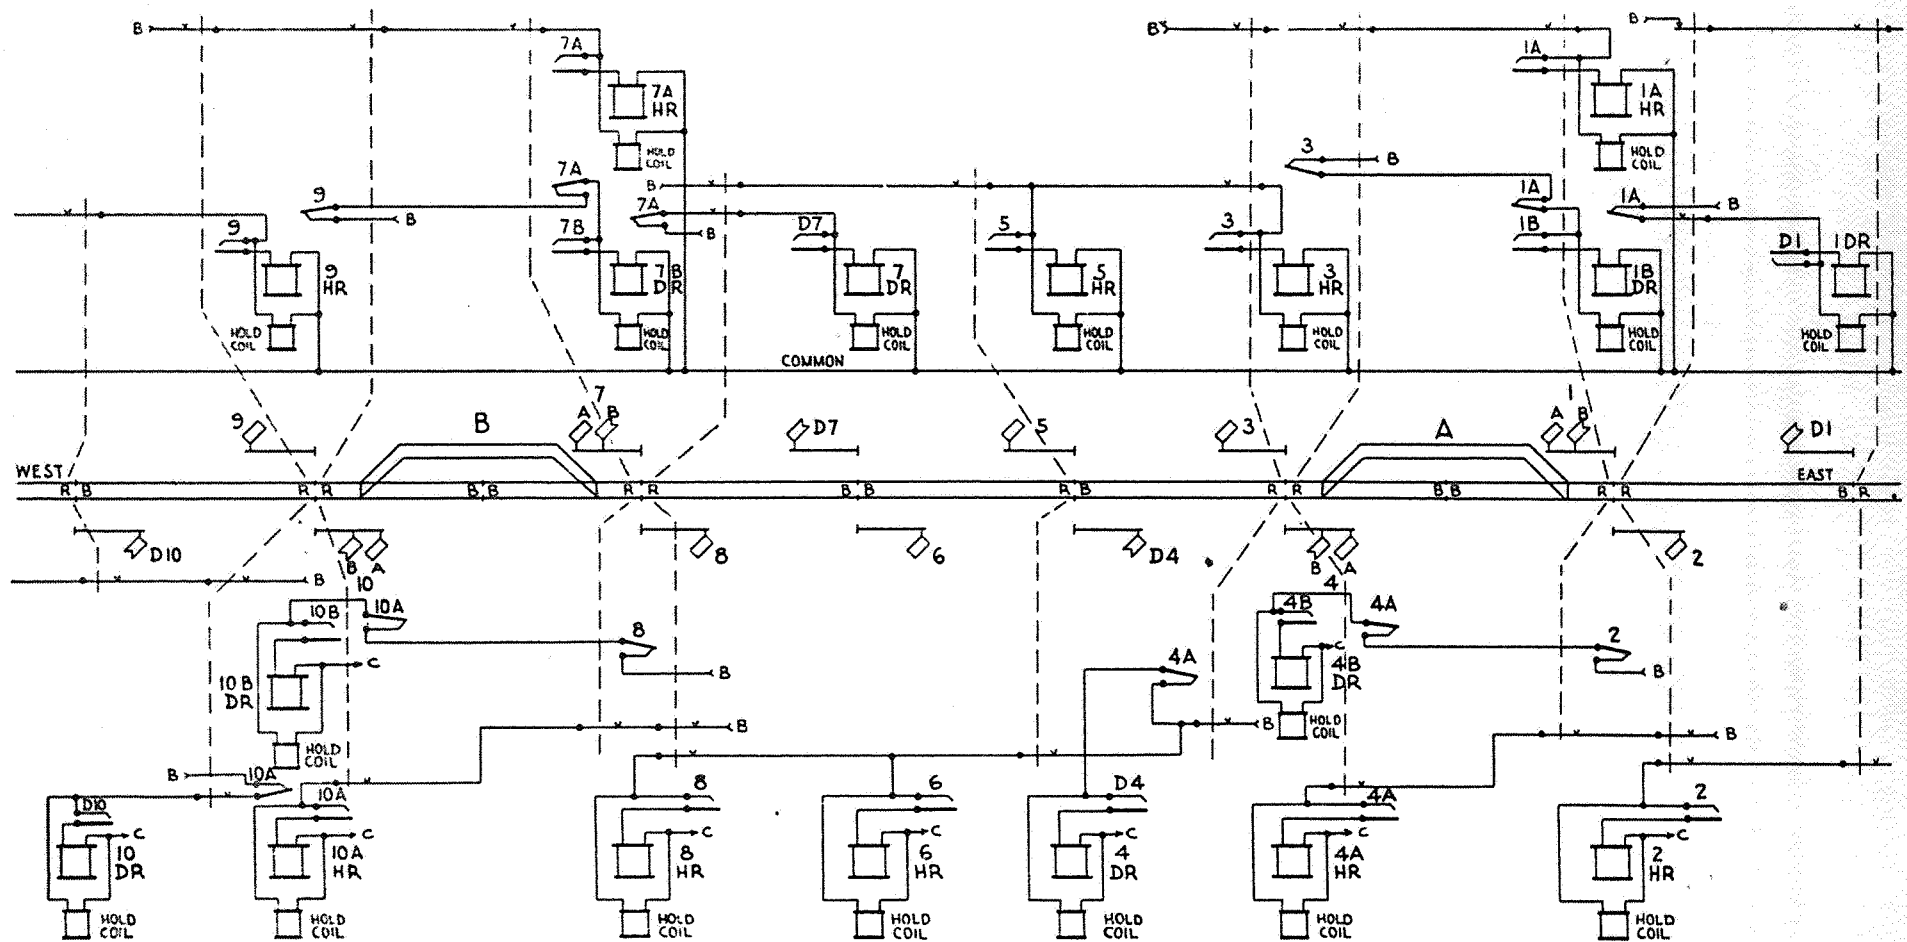 B
B
B
7A
1A
7A
HR
1A
HR
HOLD
COIL
HOLD
COIL
7A
3
B
9
B
1A
1A
B
B
7A
9
7B
B
D7
5
3
1B
D1
1DR
9
HR
7B
DR
7
DR
5
HR
3
HR
1B
DR
HOLD
COIL
HOLD
COIL
HOLD
COIL
HOLD
COIL
HOLD
COIL
HOLD
COIL
HOLD
COIL
COMMON
7
1
9
B
A B
D7
5
3
A
A B
D1
WEST
EAST
R B
R R
B B
R R
B B
R B
R R
B B
R R
B R
D10
B A
10
8
6
D4
B A
4
2
B
10B
10A
8
B
4B
4A
2
B
C
10B
DR
HOLD
COIL
4A
B
C
4B
DR
HOLD
COIL
B
B
B
10A
D10
10A
8
6
D4
4A
2
C
C
C
C
C
C
C
10
DR
10A
HR
8
HR
6
HR
4
DR
4A
HR
2
HR
HOLD
COIL
HOLD
COIL
HOLD
COIL
HOLD
COIL
HOLD
COIL
HOLD
COIL
HOLD
COIL